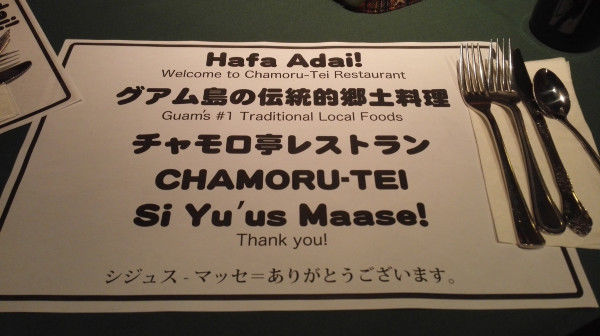 Hafa Adai!
Welcome to Chamoru-Tei Restaurant
グアム島の伝統的郷土料理
Guam's #1 Traditional Local Foods
チャモロ亭レストラン
CHAMORU-TEI
Si Yu'us Maase!
Thank you!
シジュス-マッセ=ありがとうございます。